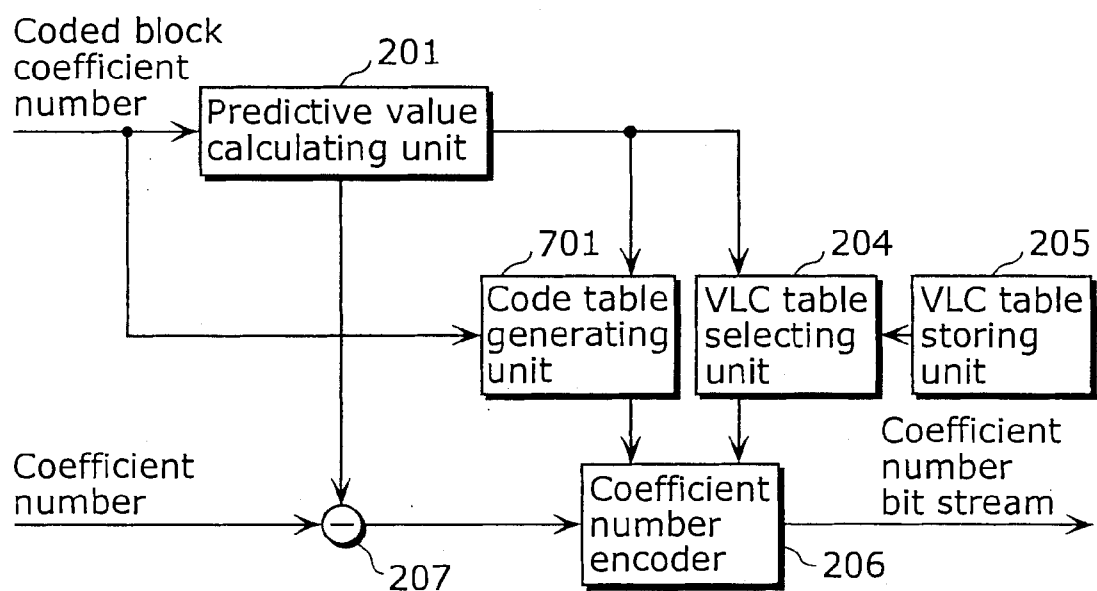 Coded block
coefficient
number
201
Predictive value
calculating unit
701
204
205
Code table
generating
unit
VLC table
selecting
unit
VLC table
storing
unit
Coefficient
number
207
Coefficient
number
encoder
206
Coefficient
number
bit stream